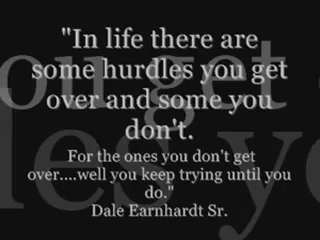 "In life there are
some hurdles you get
over and some you
don't.
For the ones you don't get
over....well you keep trying until you
do."
Dale Earnhardt Sr.